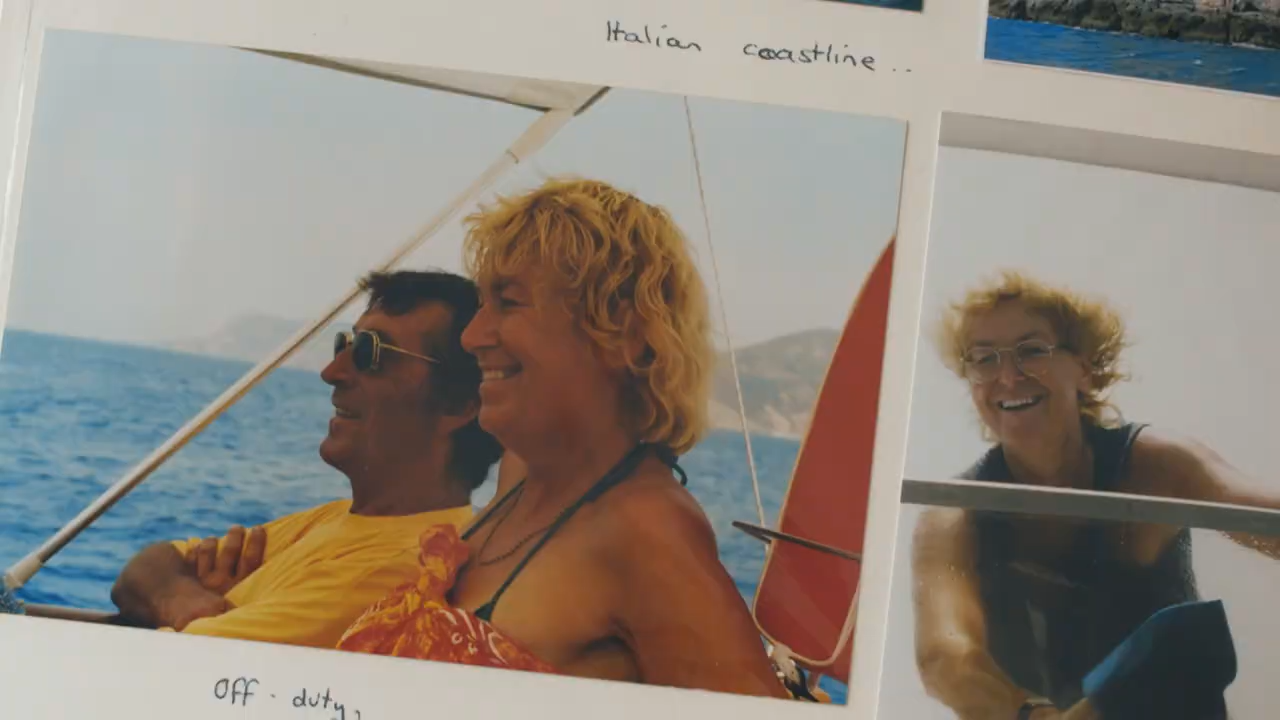 Italian coastline ..
Off - duty,